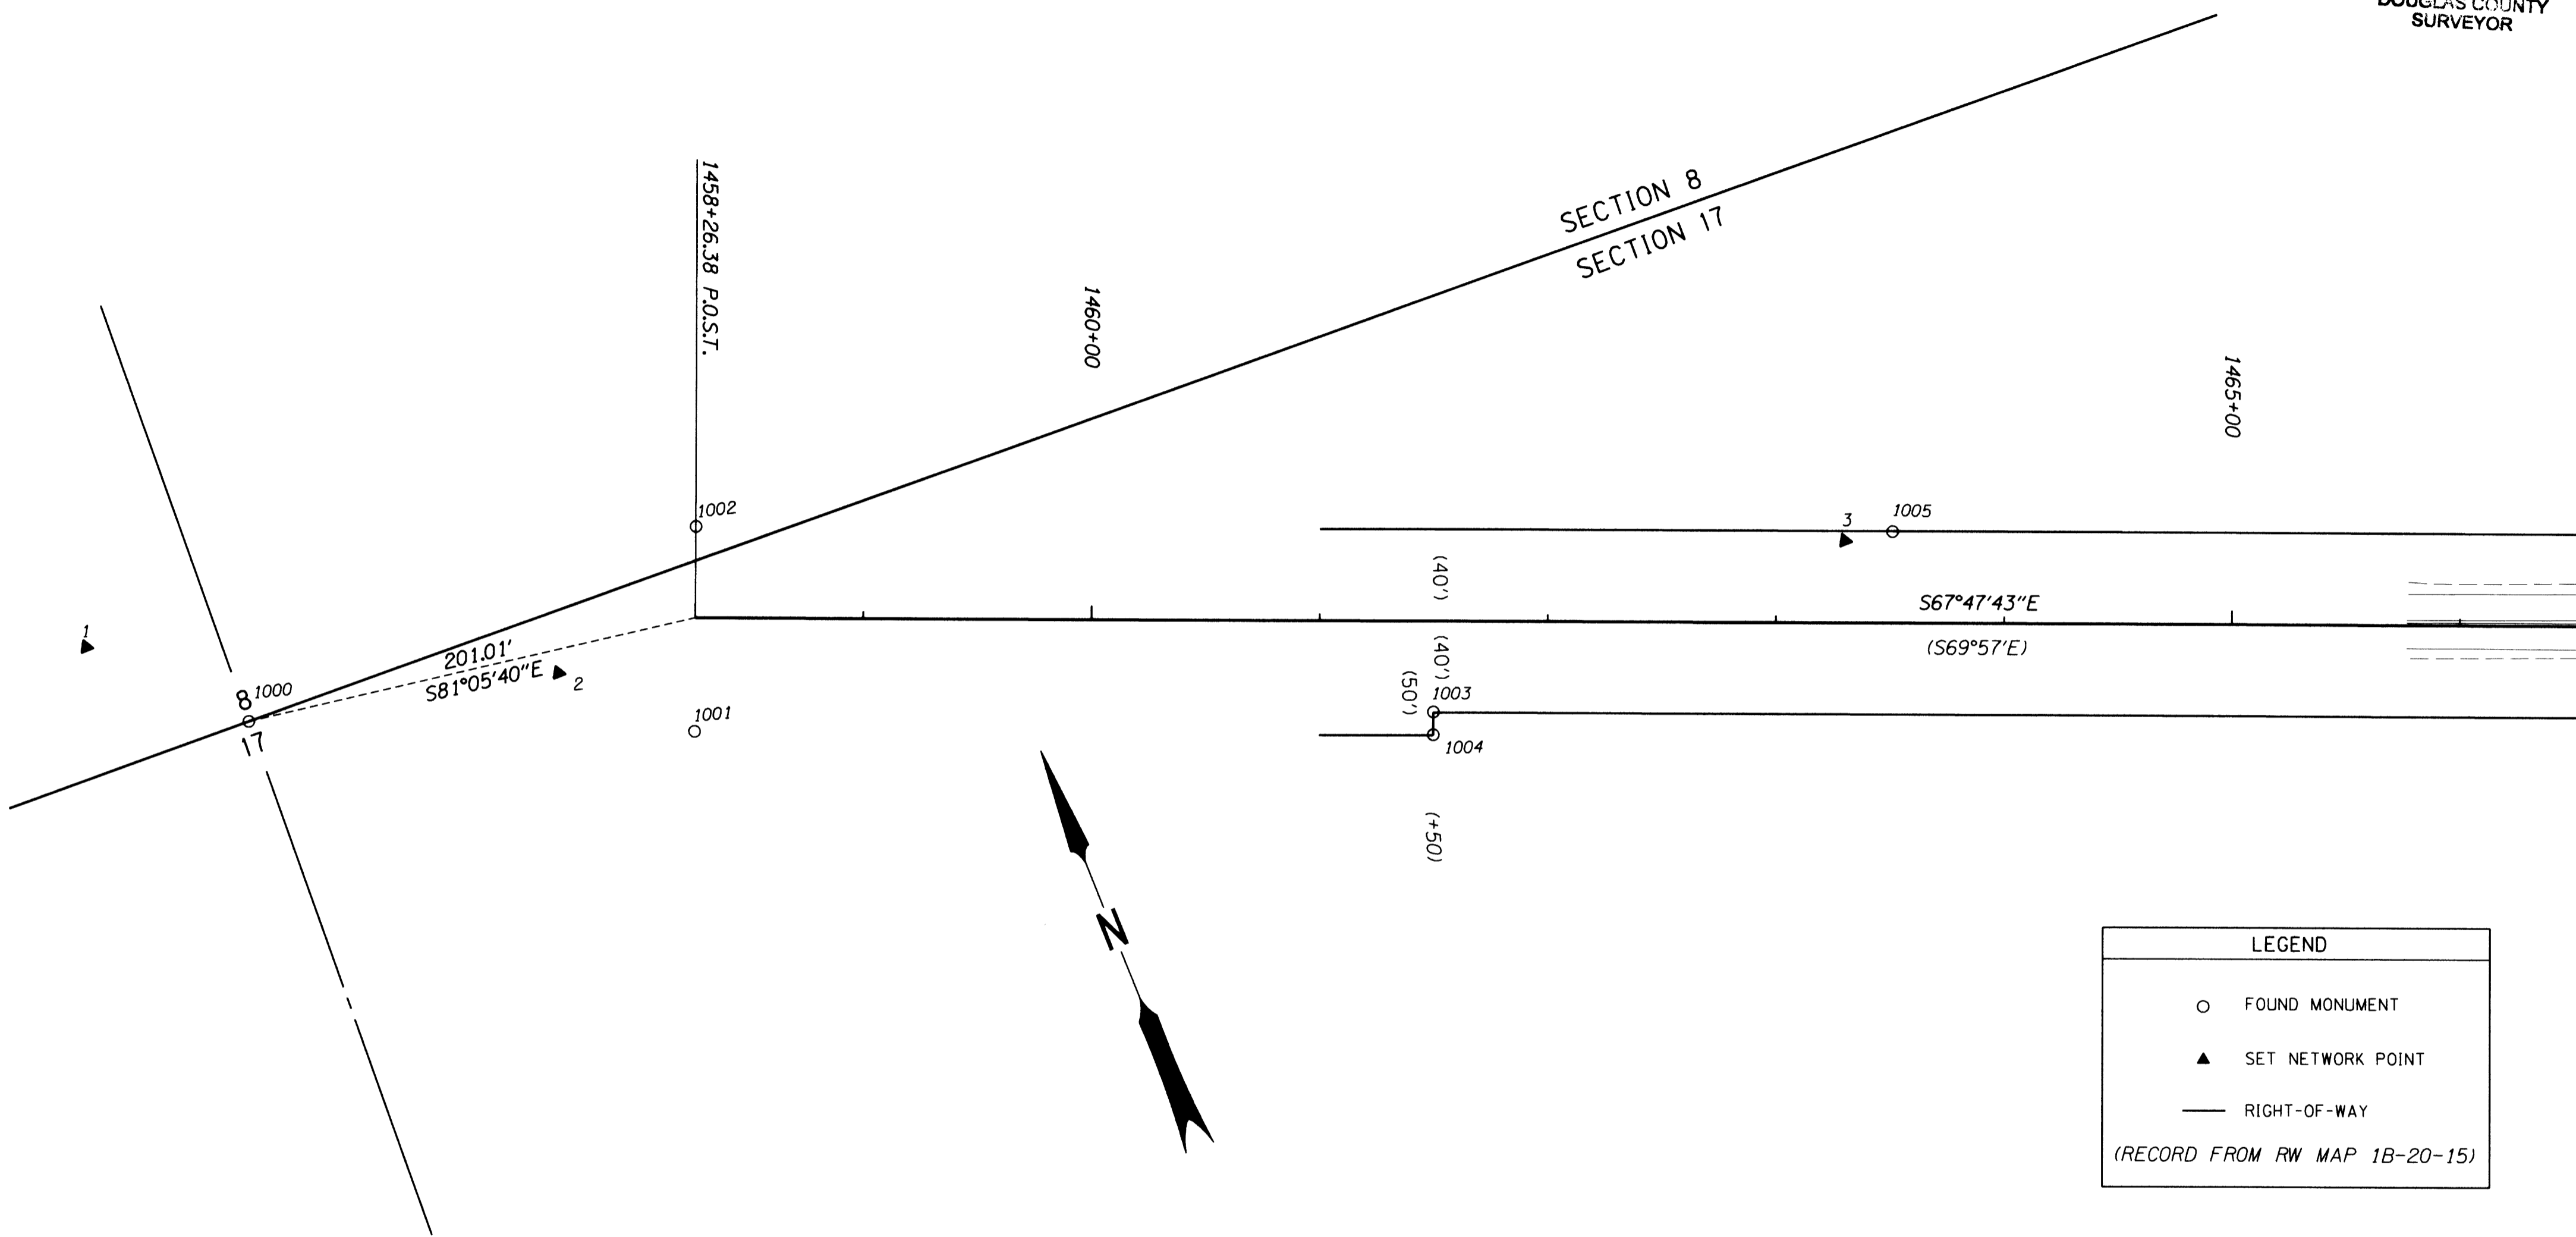 DOUGLAS COUNTY
SURVEYOR
SECTION 8
SECTION 17
1458+26.38 P.O.S.T.
1460+00
1465+00
1002
3
1005
(40')
S67°47'43"E
(S69°57'E)
1
201.01'
S81°05'40"E
2
8
1000
17
1001
(40')
(50')
1003
1004
(+50)
N
LEGEND
FOUND MONUMENT
SET NETWORK POINT
RIGHT-OF-WAY
(RECORD FROM RW MAP 1B-20-15)